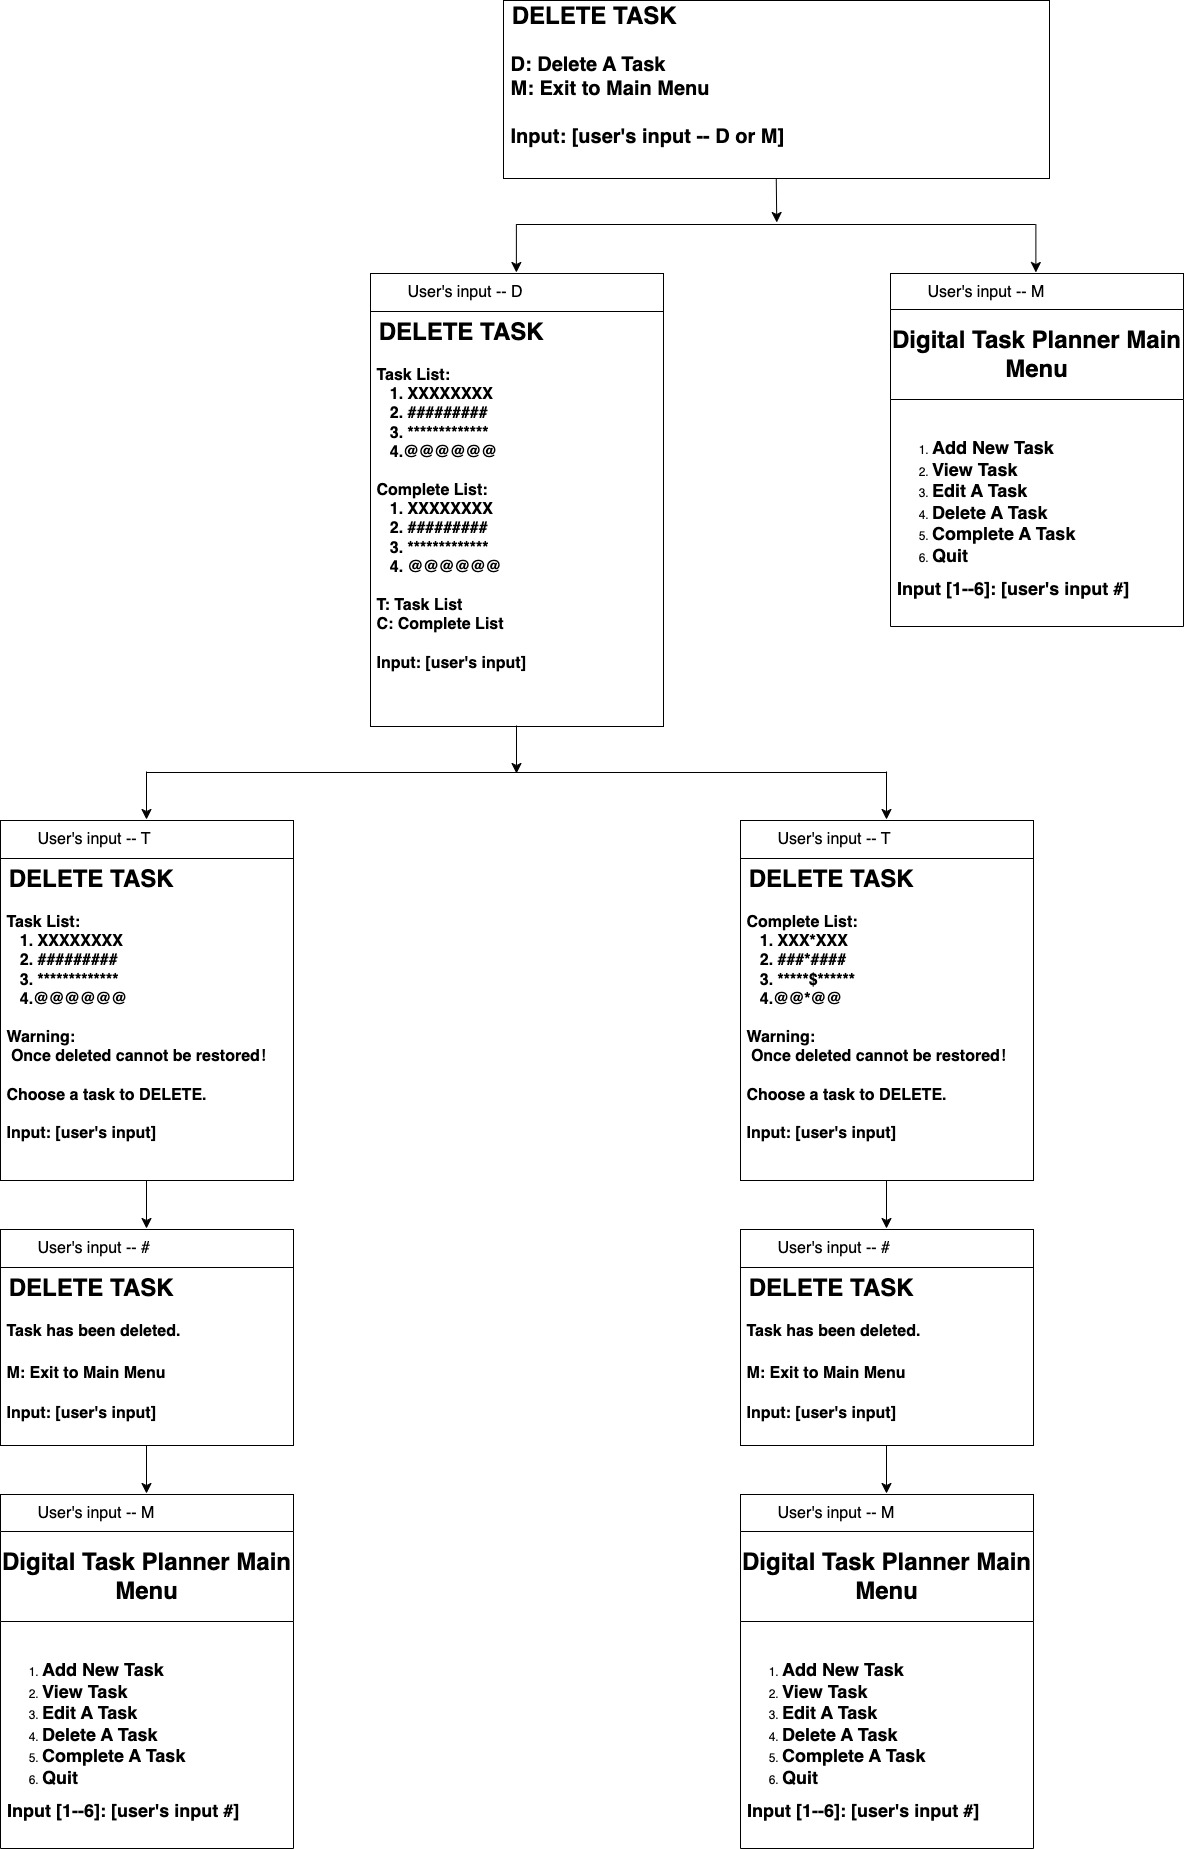 DELETE TASK
D: Delete A Task
M: Exit to Main Menu
Input: [user's input -- D or M]
User's input -- D
DELETE TASK
Task List:
1. XXXXXXXX
2. #########
3. *************
4.@@@@@@
Complete List:
1. XXXXXXXX
2. #########
3. *************
4. @@@@@@
T: Task List
C: Complete List
Input: [user's input]
User's input -- M
Digital Task Planner Main
Menu
1. Add New Task
2. View Task
3. Edit A Task
4. Delete A Task
5. Complete A Task
6. Quit
Input [1--6]: [user's input #]
User's input -- T
DELETE TASK
Task List:
1. XXXXXXXX
2. #########
3. *************
4.@@@@@@
Warning:
Once deleted cannot be restored!
Choose a task to DELETE.
Input: [user's input]
User's input -- T
DELETE TASK
Complete List:
1. XXX*XXX
2. ###*####
3. *****$******
4.@@*@@
Warning:
Once deleted cannot be restored!
Choose a task to DELETE.
Input: [user's input]
User's input -- #
DELETE TASK
Task has been deleted.
M: Exit to Main Menu
Input: [user's input]
User's input -- #
DELETE TASK
Task has been deleted.
M: Exit to Main Menu
Input: [user's input]
User's input -- M
Digital Task Planner Main
Menu
1. Add New Task
2. View Task
3. Edit A Task
4. Delete A Task
5. Complete A Task
6. Quit
Input [1--6]: [user's input #]
User's input -- M
Digital Task Planner Main
Menu
1. Add New Task
2. View Task
3. Edit A Task
4. Delete A Task
5. Complete A Task
6. Quit
Input [1--6]: [user's input #]